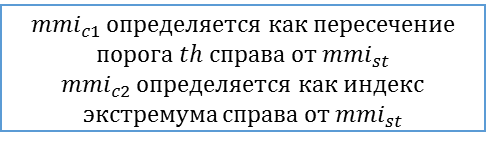 mmi_c1 определяется как пересечение
порога th справа от mmi_st
mmi_c2 определяется как индекс
экстремума справа от mmi_st